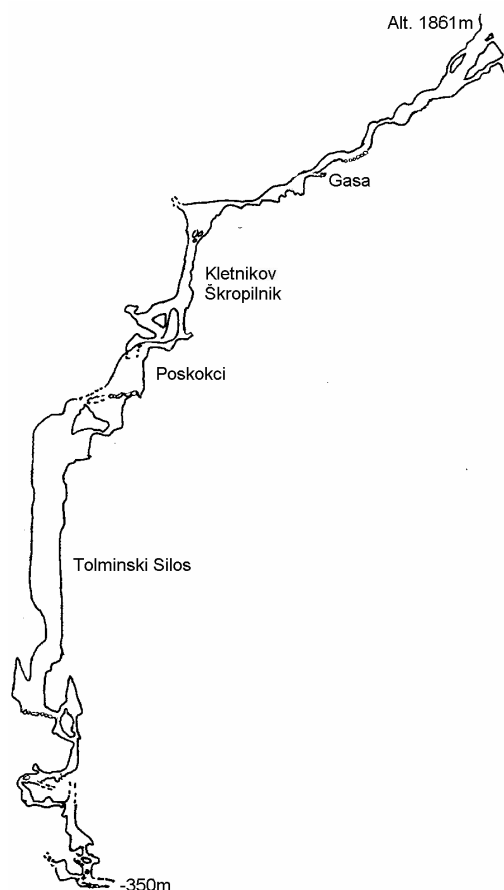 Alt. 1861m
Gasa
Kletnikov
Škropilnik
Poskokci
Tolminski Silos
-350m